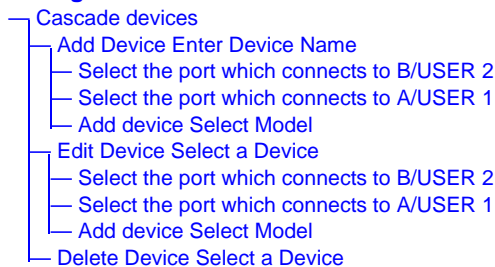 Cascade devices
Add Device Enter Device Name
Select the port which connects to B/USER 2
Select the port which connects to A/USER 1
Add device Select Model
Edit Device Select a Device
Select the port which connects to B/USER 2
Select the port which connects to A/USER 1
Add device Select Model
Delete Device Select a Device